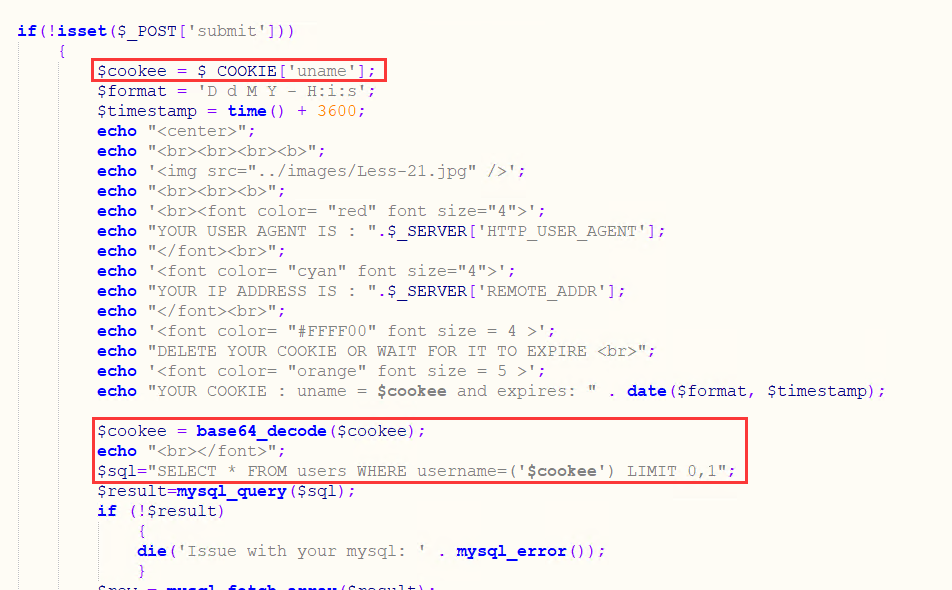 if(!isset($_POST['submit']))
{
$cookee = $_COOKIE['uname'];
$format = 'D d M Y - H:i:s';
$timestamp = time() + 3600;
echo "<center>";
echo "<br><br><br><b>";
echo '<img src="../images/Less-21.jpg" />';
echo "<br><br><b>";
echo '<br><font color= "red" font size="4">';
echo "YOUR USER AGENT IS : ".$_SERVER['HTTP_USER_AGENT'];
echo "</font><br>";
echo '<font color= "cyan" font size="4">';
echo "YOUR IP ADDRESS IS : ".$_SERVER['REMOTE_ADDR'];
echo "</font><br>";
echo '<font color= "#FFFF00" font size = 4 >';
echo "DELETE YOUR COOKIE OR WAIT FOR IT TO EXPIRE <br>";
echo '<font color= "orange" font size = 5 >';
echo "YOUR COOKIE : uname = $cookee and expires: " . date($format, $timestamp);
$cookee = base64_decode($cookee);
echo "<br></font>";
$sql="SELECT * FROM users WHERE username=('$cookee') LIMIT 0,1";
$result=mysql_query($sql);
if (!$result)
{
die('Issue with your mysql: ' . mysql_error());
}
$row = mysql_fetch_array($result);